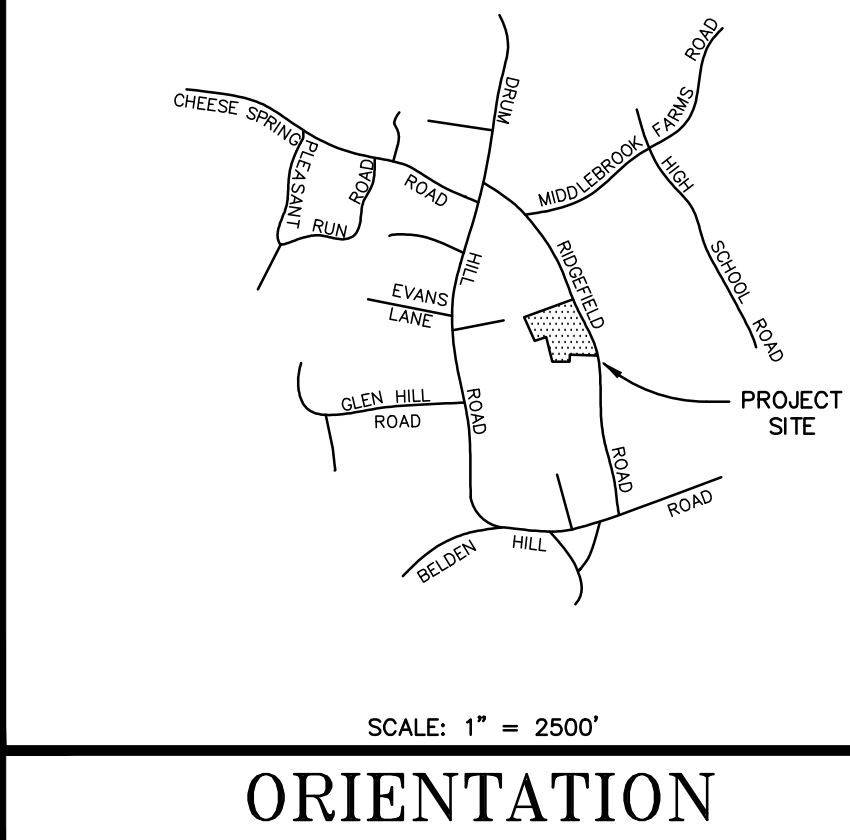 CHEESE SPRING
ROAD
PLEASANT
RUN
ROAD
DRUM
HILL
ROAD
MIDDLEBROOK FARMS ROAD
HIGH
SCHOOL ROAD
RIDGEFIELD
ROAD
EVANS
LANE
GLEN HILL
ROAD
PROJECT
SITE
BELDEN HILL ROAD
SCALE: 1" = 2500'
ORIENTATION